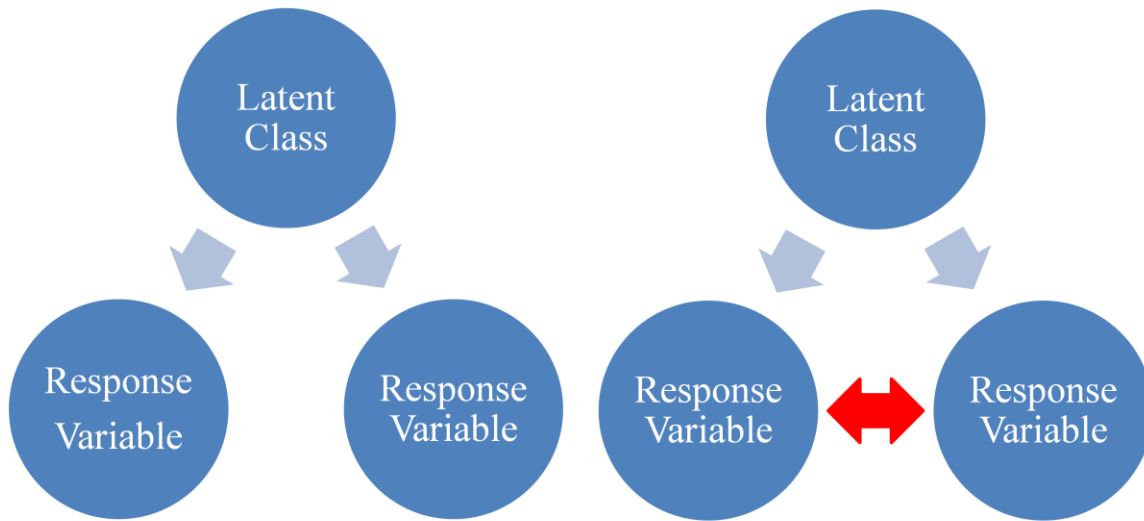 Latent
Class
Response
Variable
Response
Variable
Latent
Class
Response
Variable
Response
Variable